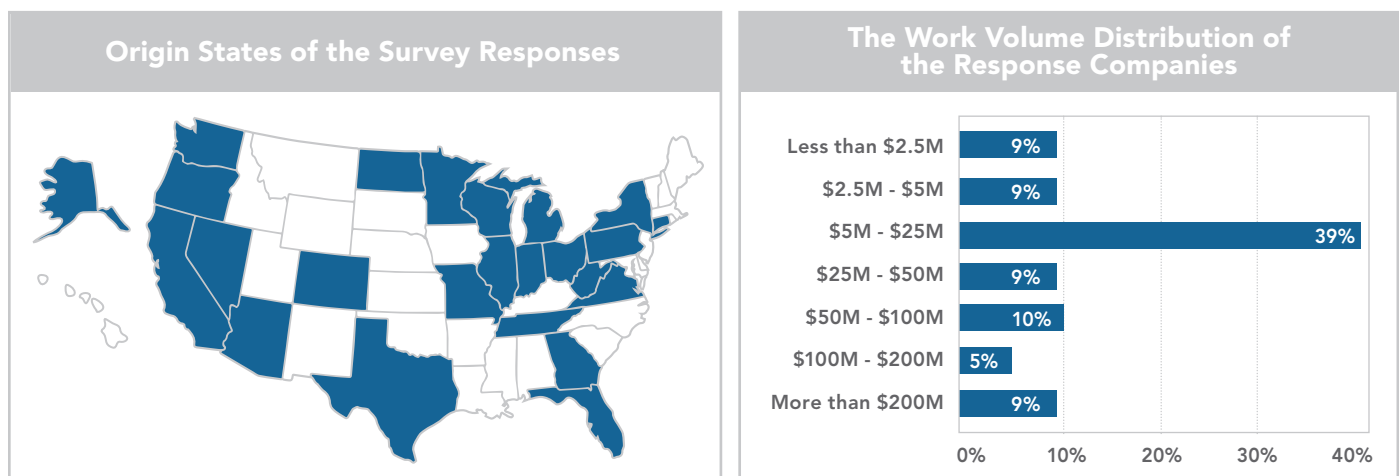 Origin States of the Survey Responses
The Work Volume Distribution of
the Response Companies
Less than $2.5M
9%
$2.5M - $5M
9%
$5M - $25M
39%
$25M - $50M
9%
$50M - $100M
10%
$100M - $200M
5%
More than $200M
9%
0% 10% 20% 30% 40%